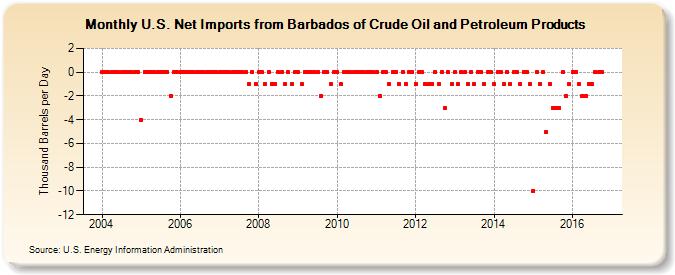 Monthly U.S. Net Imports from Barbados of Crude Oil and Petroleum Products
Thousand Barrels per Day
2
0
-2
-4
-6
-8
-10
-12
2004 2006 2008 2010 2012 2014 2016
Source: U.S. Energy Information Administration